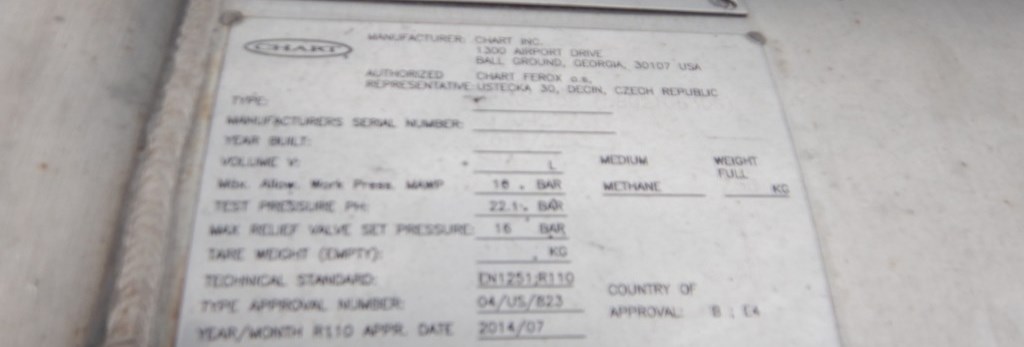 CHART
MANUFACTURER: CHART INC.
1300 AIRPORT DRIVE
BALL GROUND, GEORGIA, 30107 USA
AUTHORIZED CHART FEROX a.s.
REPRESENTATIVE: USTECKA 30, DECIN, CZECH REPUBLIC
TYPE:
MANUFACTURERS SERIAL NUMBER:
YEAR BUILT:
VOLUME V: L MEDIUM WEIGHT FULL
Max. Allow. Work Press. MAWP 16 . BAR METHANE KG
TEST PRESSURE PH: 22.1 BAR
MAX RELIEF VALVE SET PRESSURE: 16 BAR
TARE WEIGHT (EMPTY): KG
TECHNICAL STANDARD: EN1251;R110
TYPE APPROVAL NUMBER: 04/US/823 COUNTRY OF APPROVAL: B ; E4
YEAR/MONTH R110 APPR. DATE 2014/07